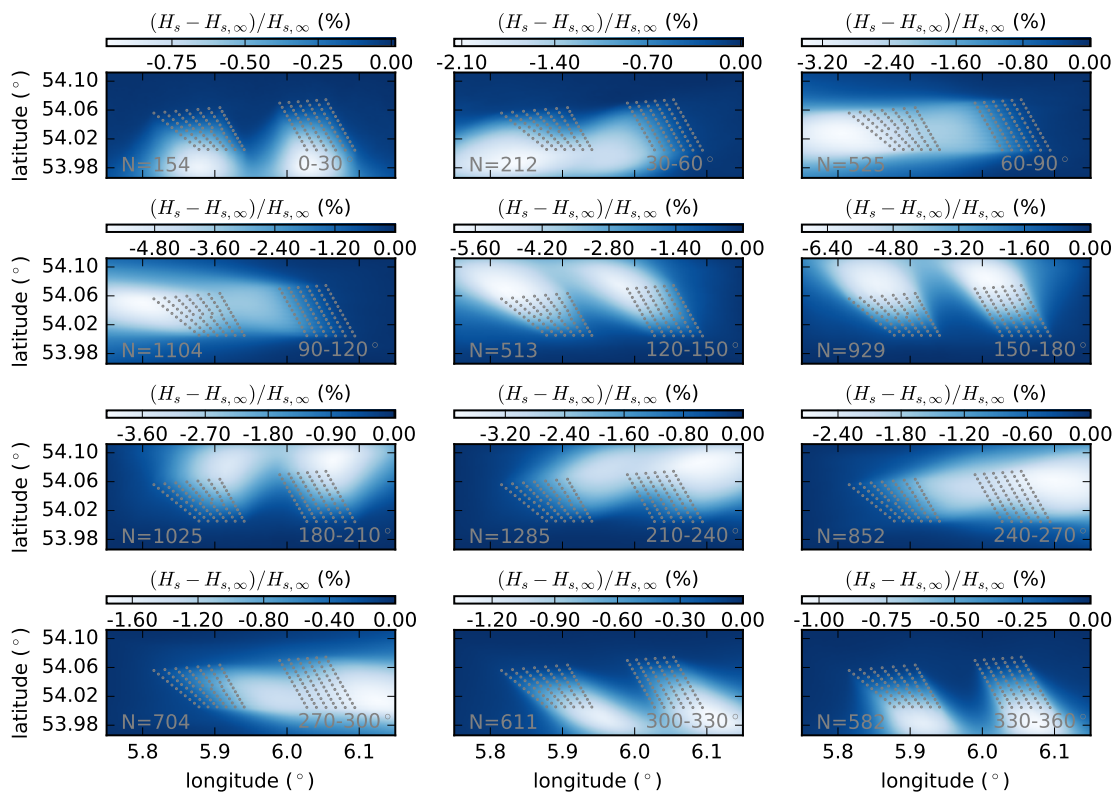 (H_s − H_{s,∞})/H_{s,∞} (%) (H_s − H_{s,∞})/H_{s,∞} (%) (H_s − H_{s,∞})/H_{s,∞} (%)
-0.75 -0.50 -0.25 0.00 -2.10 -1.40 -0.70 0.00 -3.20 -2.40 -1.60 -0.80 0.00
latitude (°)
54.10
54.06
54.02
53.98
N=154 0-30 N=212 30-60° N=525 60-90°
(H_s − H_{s,∞})/H_{s,∞} (%) (H_s − H_{s,∞})/H_{s,∞} (%) (H_s − H_{s,∞})/H_{s,∞} (%)
-4.80 -3.60 -2.40 -1.20 0.00 -5.60 -4.20 -2.80 -1.40 0.00 -6.40 -4.80 -3.20 -1.60 0.00
latitude (°)
54.10
54.06
54.02
53.98
N=1104 90-120° N=513 120-150° N=929 150-180°
(H_s − H_{s,∞})/H_{s,∞} (%) (H_s − H_{s,∞})/H_{s,∞} (%) (H_s − H_{s,∞})/H_{s,∞} (%)
-3.60 -2.70 -1.80 -0.90 0.00 -3.20 -2.40 -1.60 -0.80 0.00 -2.40 -1.80 -1.20 -0.60 0.00
latitude (°)
54.10
54.06
54.02
53.98
N=1025 180-210° N=1285 210-240° N=852 240-270°
(H_s − H_{s,∞})/H_{s,∞} (%) (H_s − H_{s,∞})/H_{s,∞} (%) (H_s − H_{s,∞})/H_{s,∞} (%)
-1.60 -1.20 -0.80 -0.40 0.00 -1.20 -0.90 -0.60 -0.30 0.00 -1.00 -0.75 -0.50 -0.25 0.00
latitude (°)
54.10
54.06
54.02
53.98
N=704 270-300° N=611 300-330° N=582 330-360°
5.8 5.9 6.0 6.1 5.8 5.9 6.0 6.1 5.8 5.9 6.0 6.1
longitude (°) longitude (°) longitude (°)